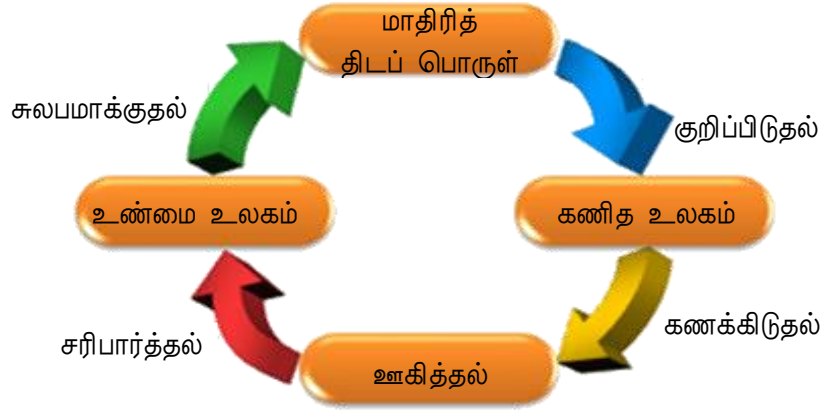 மாதிரித்
திடப் பொருள்
சுலபமாக்குதல்
குறிப்பிடுதல்
உண்மை உலகம்
கணித உலகம்
சரிபார்த்தல்
கணக்கிடுதல்
ஊகித்தல்